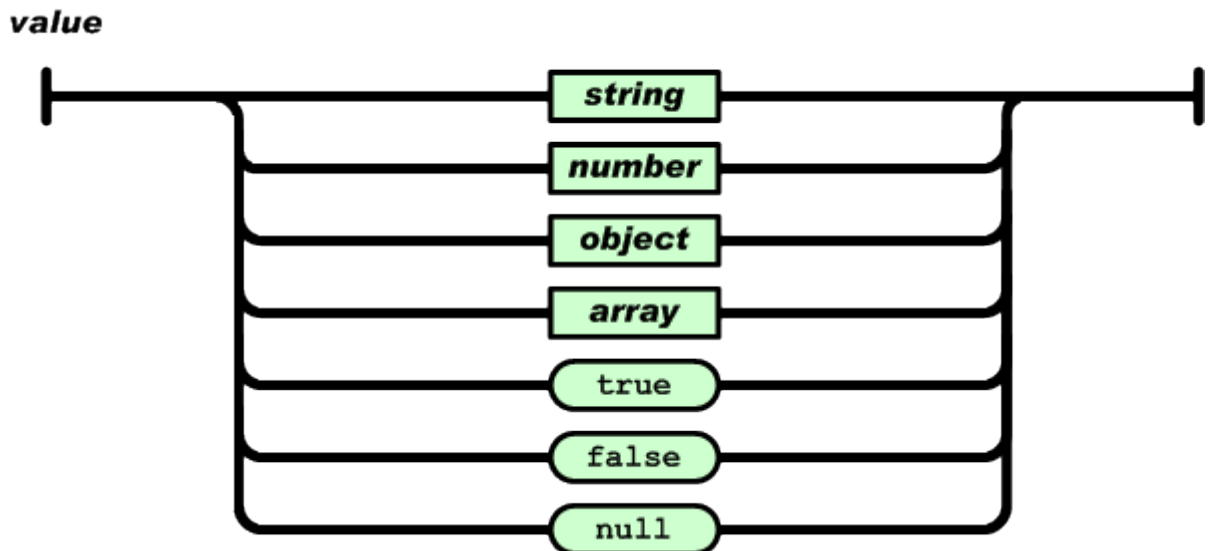 value
string
number
object
array
true
false
null